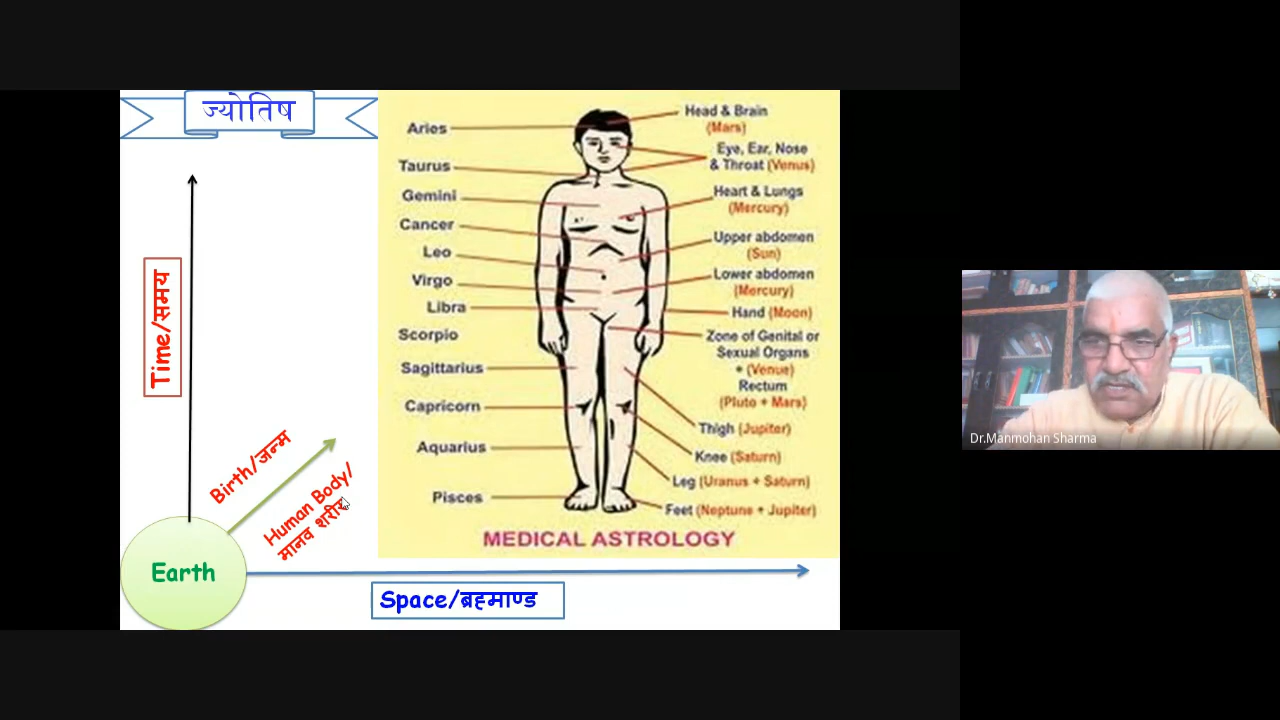 ज्योतिष
Time/समय
Birth/जन्म
Human Body/
मानव शरीर
Earth
Space/ब्रह्माण्ड
Aries
Taurus
Gemini
Cancer
Leo
Virgo
Libra
Scorpio
Sagittarius
Capricorn
Aquarius
Pisces
Head & Brain
(Mars)
Eye, Ear, Nose
& Throat (Venus)
Heart & Lungs
(Mercury)
Upper abdomen
(Sun)
Lower abdomen
(Mercury)
Hand (Moon)
Zone of Genital or
Sexual Organs
+ (Venue)
Rectum
(Pluto + Mars)
Thigh (Jupiter)
Knee (Saturn)
Leg (Uranus + Saturn)
Feet (Neptune + Jupiter)
MEDICAL ASTROLOGY
Dr.Manmohan Sharma